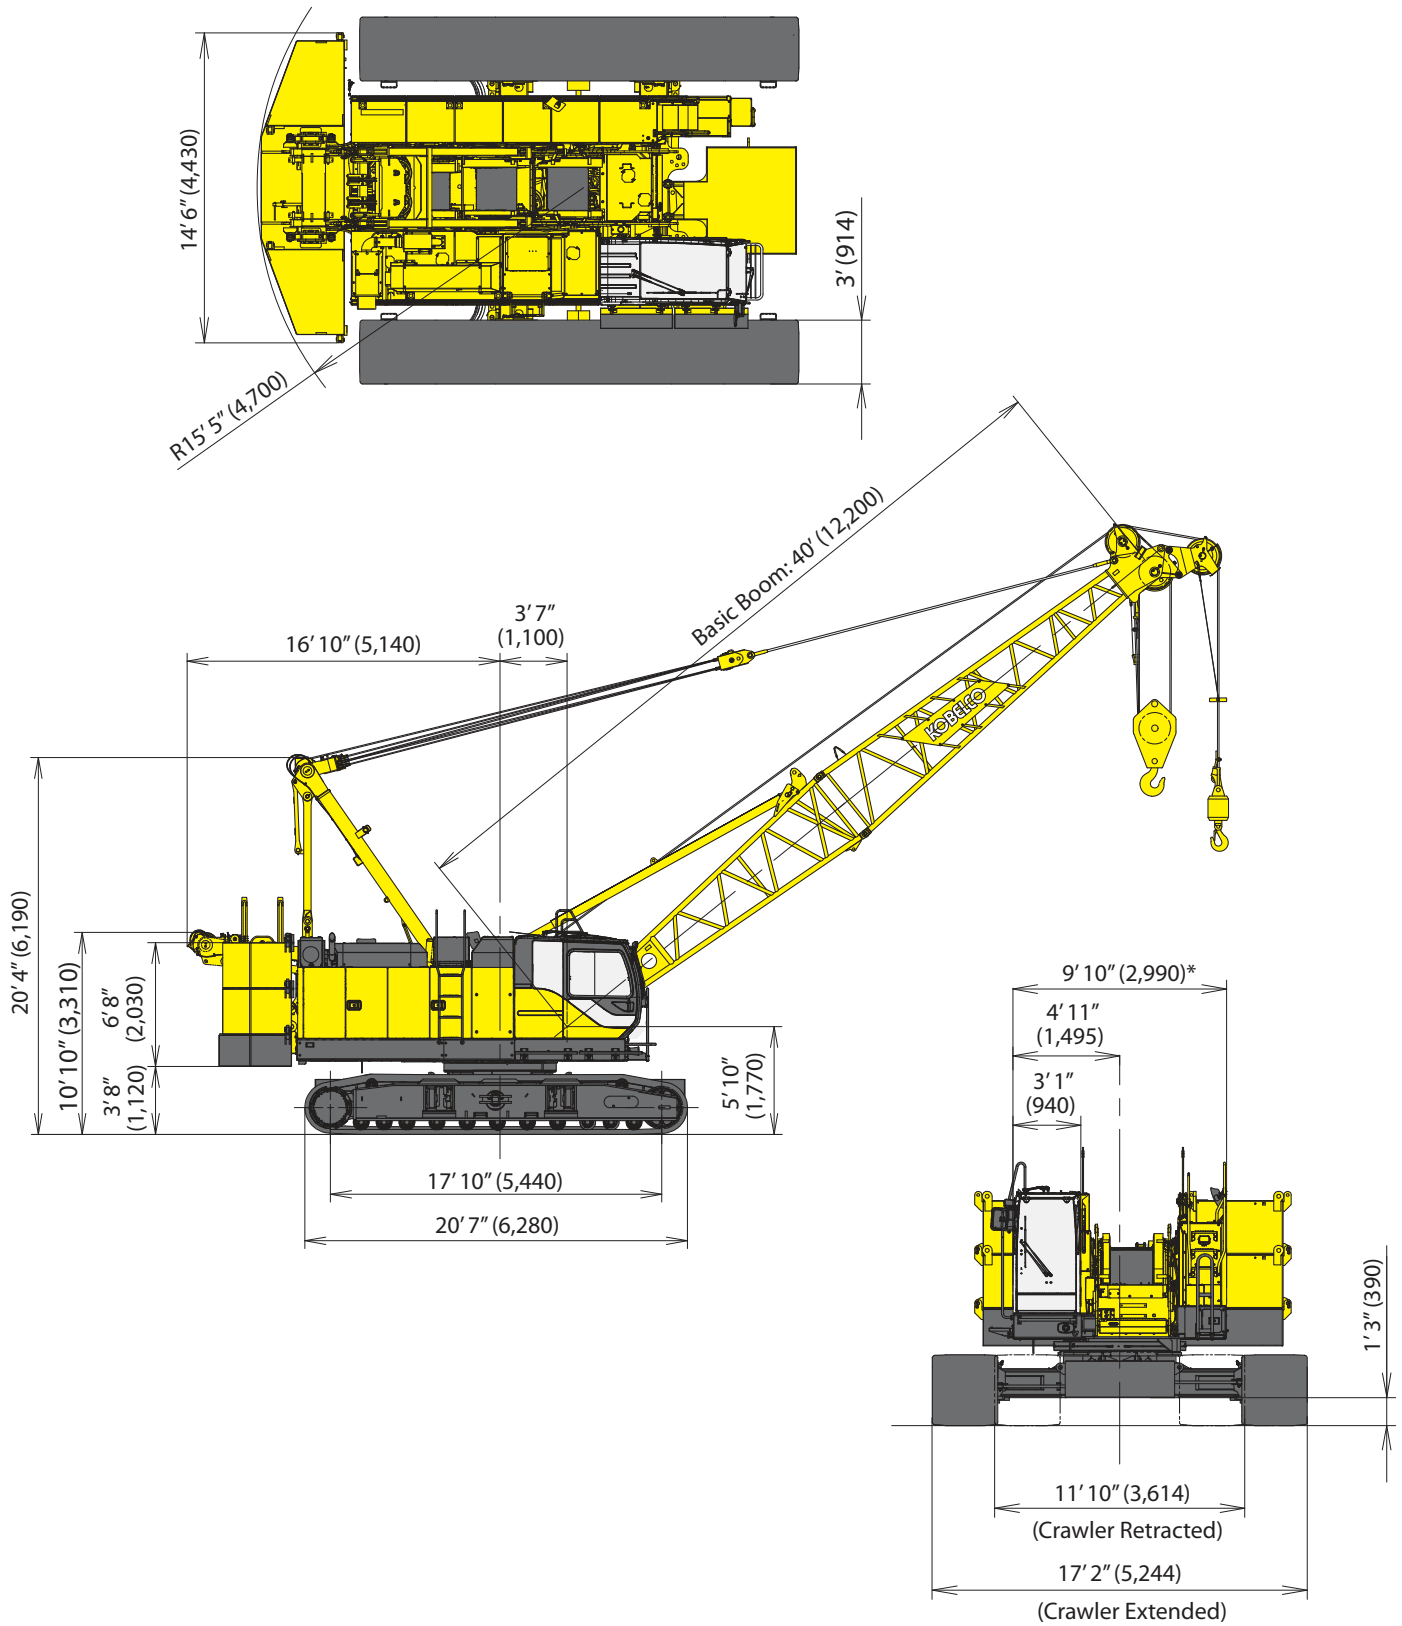 14′ 6″ (4,430)
3′ (914)
R15′ 5″ (4,700)
Basic Boom: 40′ (12,200)
3′ 7″
(1,100)
16′ 10″ (5,140)
KOBELCO
20′ 4″ (6,190)
10′ 10″ (3,310)
6′ 8″
(2,030)
3′ 8″
(1,120)
5′ 10″
(1,770)
17′ 10″ (5,440)
20′ 7″ (6,280)
9′ 10″ (2,990)*
4′ 11″
(1,495)
3′ 1″
(940)
1′ 3″ (390)
11′ 10″ (3,614)
(Crawler Retracted)
17′ 2″ (5,244)
(Crawler Extended)